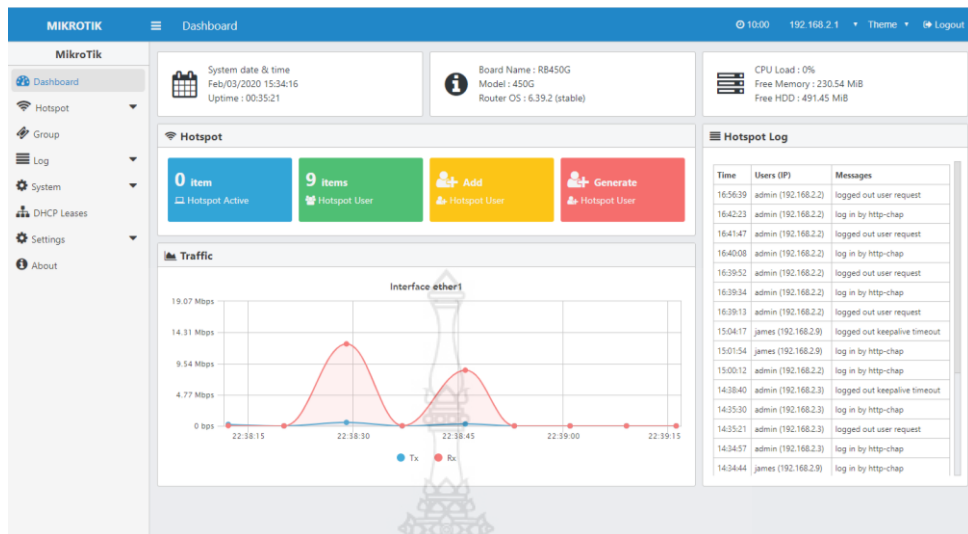 MIKROTIK
Dashboard
10:00
192.168.2.1
Theme
Logout
MikroTik
Dashboard
Hotspot
Group
Log
System
DHCP Leases
Settings
About
System date & time
Feb/03/2020 15:34:16
Uptime : 00:35:21
Board Name : RB450G
Model : 450G
Router OS : 6.39.2 (stable)
CPU Load : 0%
Free Memory : 230.54 MiB
Free HDD : 491.45 MiB
Hotspot
0 item
Hotspot Active
9 items
Hotspot User
Add
Hotspot User
Generate
Hotspot User
Traffic
Interface ether1
19.07 Mbps
14.31 Mbps
9.54 Mbps
4.77 Mbps
0 bps
22:38:15 22:38:30 22:38:45 22:39:00 22:39:15
Tx Rx
Hotspot Log
Time Users (IP) Messages
16:56:39 admin (192.168.2.2) logged out user request
16:42:23 admin (192.168.2.2) log in by http-chap
16:41:47 admin (192.168.2.2) logged out user request
16:40:08 admin (192.168.2.2) log in by http-chap
16:39:52 admin (192.168.2.2) logged out user request
16:39:34 admin (192.168.2.2) log in by http-chap
16:39:13 admin (192.168.2.2) logged out user request
15:04:17 james (192.168.2.9) logged out keepalive timeout
15:01:54 james (192.168.2.9) log in by http-chap
15:00:12 admin (192.168.2.2) log in by http-chap
14:38:40 admin (192.168.2.3) logged out keepalive timeout
14:35:30 admin (192.168.2.3) log in by http-chap
14:35:21 admin (192.168.2.3) logged out user request
14:34:57 admin (192.168.2.3) log in by http-chap
14:34:44 james (192.168.2.9) log in by http-chap